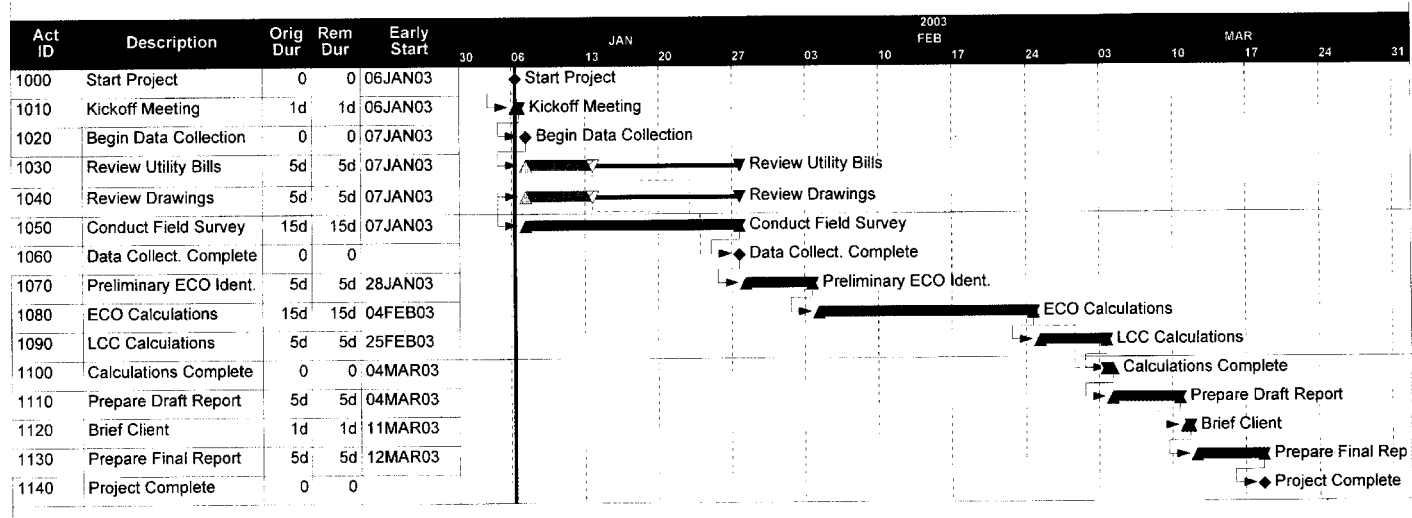 2003
Act ID Description Orig Dur Rem Dur Early Start JAN FEB MAR
30 06 13 20 27 03 10 17 24 03 10 17 24 31
1000 Start Project 0 0 06JAN03 Start Project
1010 Kickoff Meeting 1d 1d 06JAN03 Kickoff Meeting
1020 Begin Data Collection 0 0 07JAN03 Begin Data Collection
1030 Review Utility Bills 5d 5d 07JAN03 Review Utility Bills
1040 Review Drawings 5d 5d 07JAN03 Review Drawings
1050 Conduct Field Survey 15d 15d 07JAN03 Conduct Field Survey
1060 Data Collect. Complete 0 0 Data Collect. Complete
1070 Preliminary ECO Ident. 5d 5d 28JAN03 Preliminary ECO Ident.
1080 ECO Calculations 15d 15d 04FEB03 ECO Calculations
1090 LCC Calculations 5d 5d 25FEB03 LCC Calculations
1100 Calculations Complete 0 0 04MAR03 Calculations Complete
1110 Prepare Draft Report 5d 5d 04MAR03 Prepare Draft Report
1120 Brief Client 1d 1d 11MAR03 Brief Client
1130 Prepare Final Report 5d 5d 12MAR03 Prepare Final Rep
1140 Project Complete 0 0 Project Complete